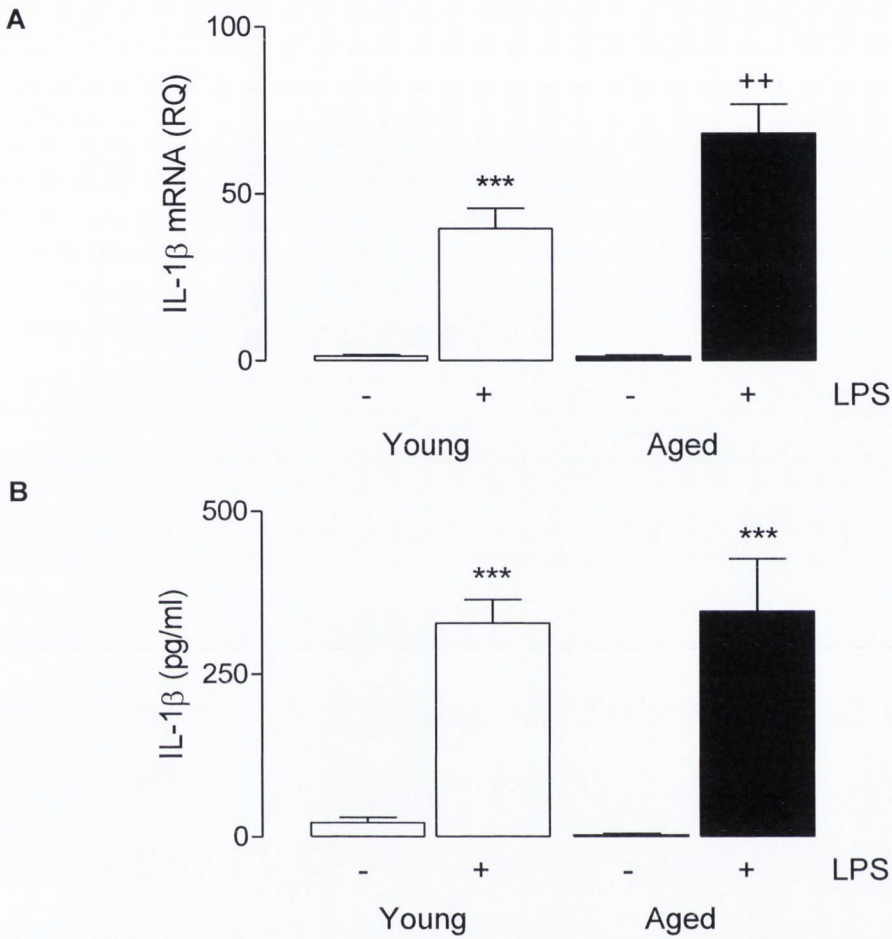 A
100
IL-1β mRNA (RQ)
50
0
***
++
- + - + LPS
Young Aged
B
500
IL-1β (pg/ml)
250
0
***
***
- + - + LPS
Young Aged